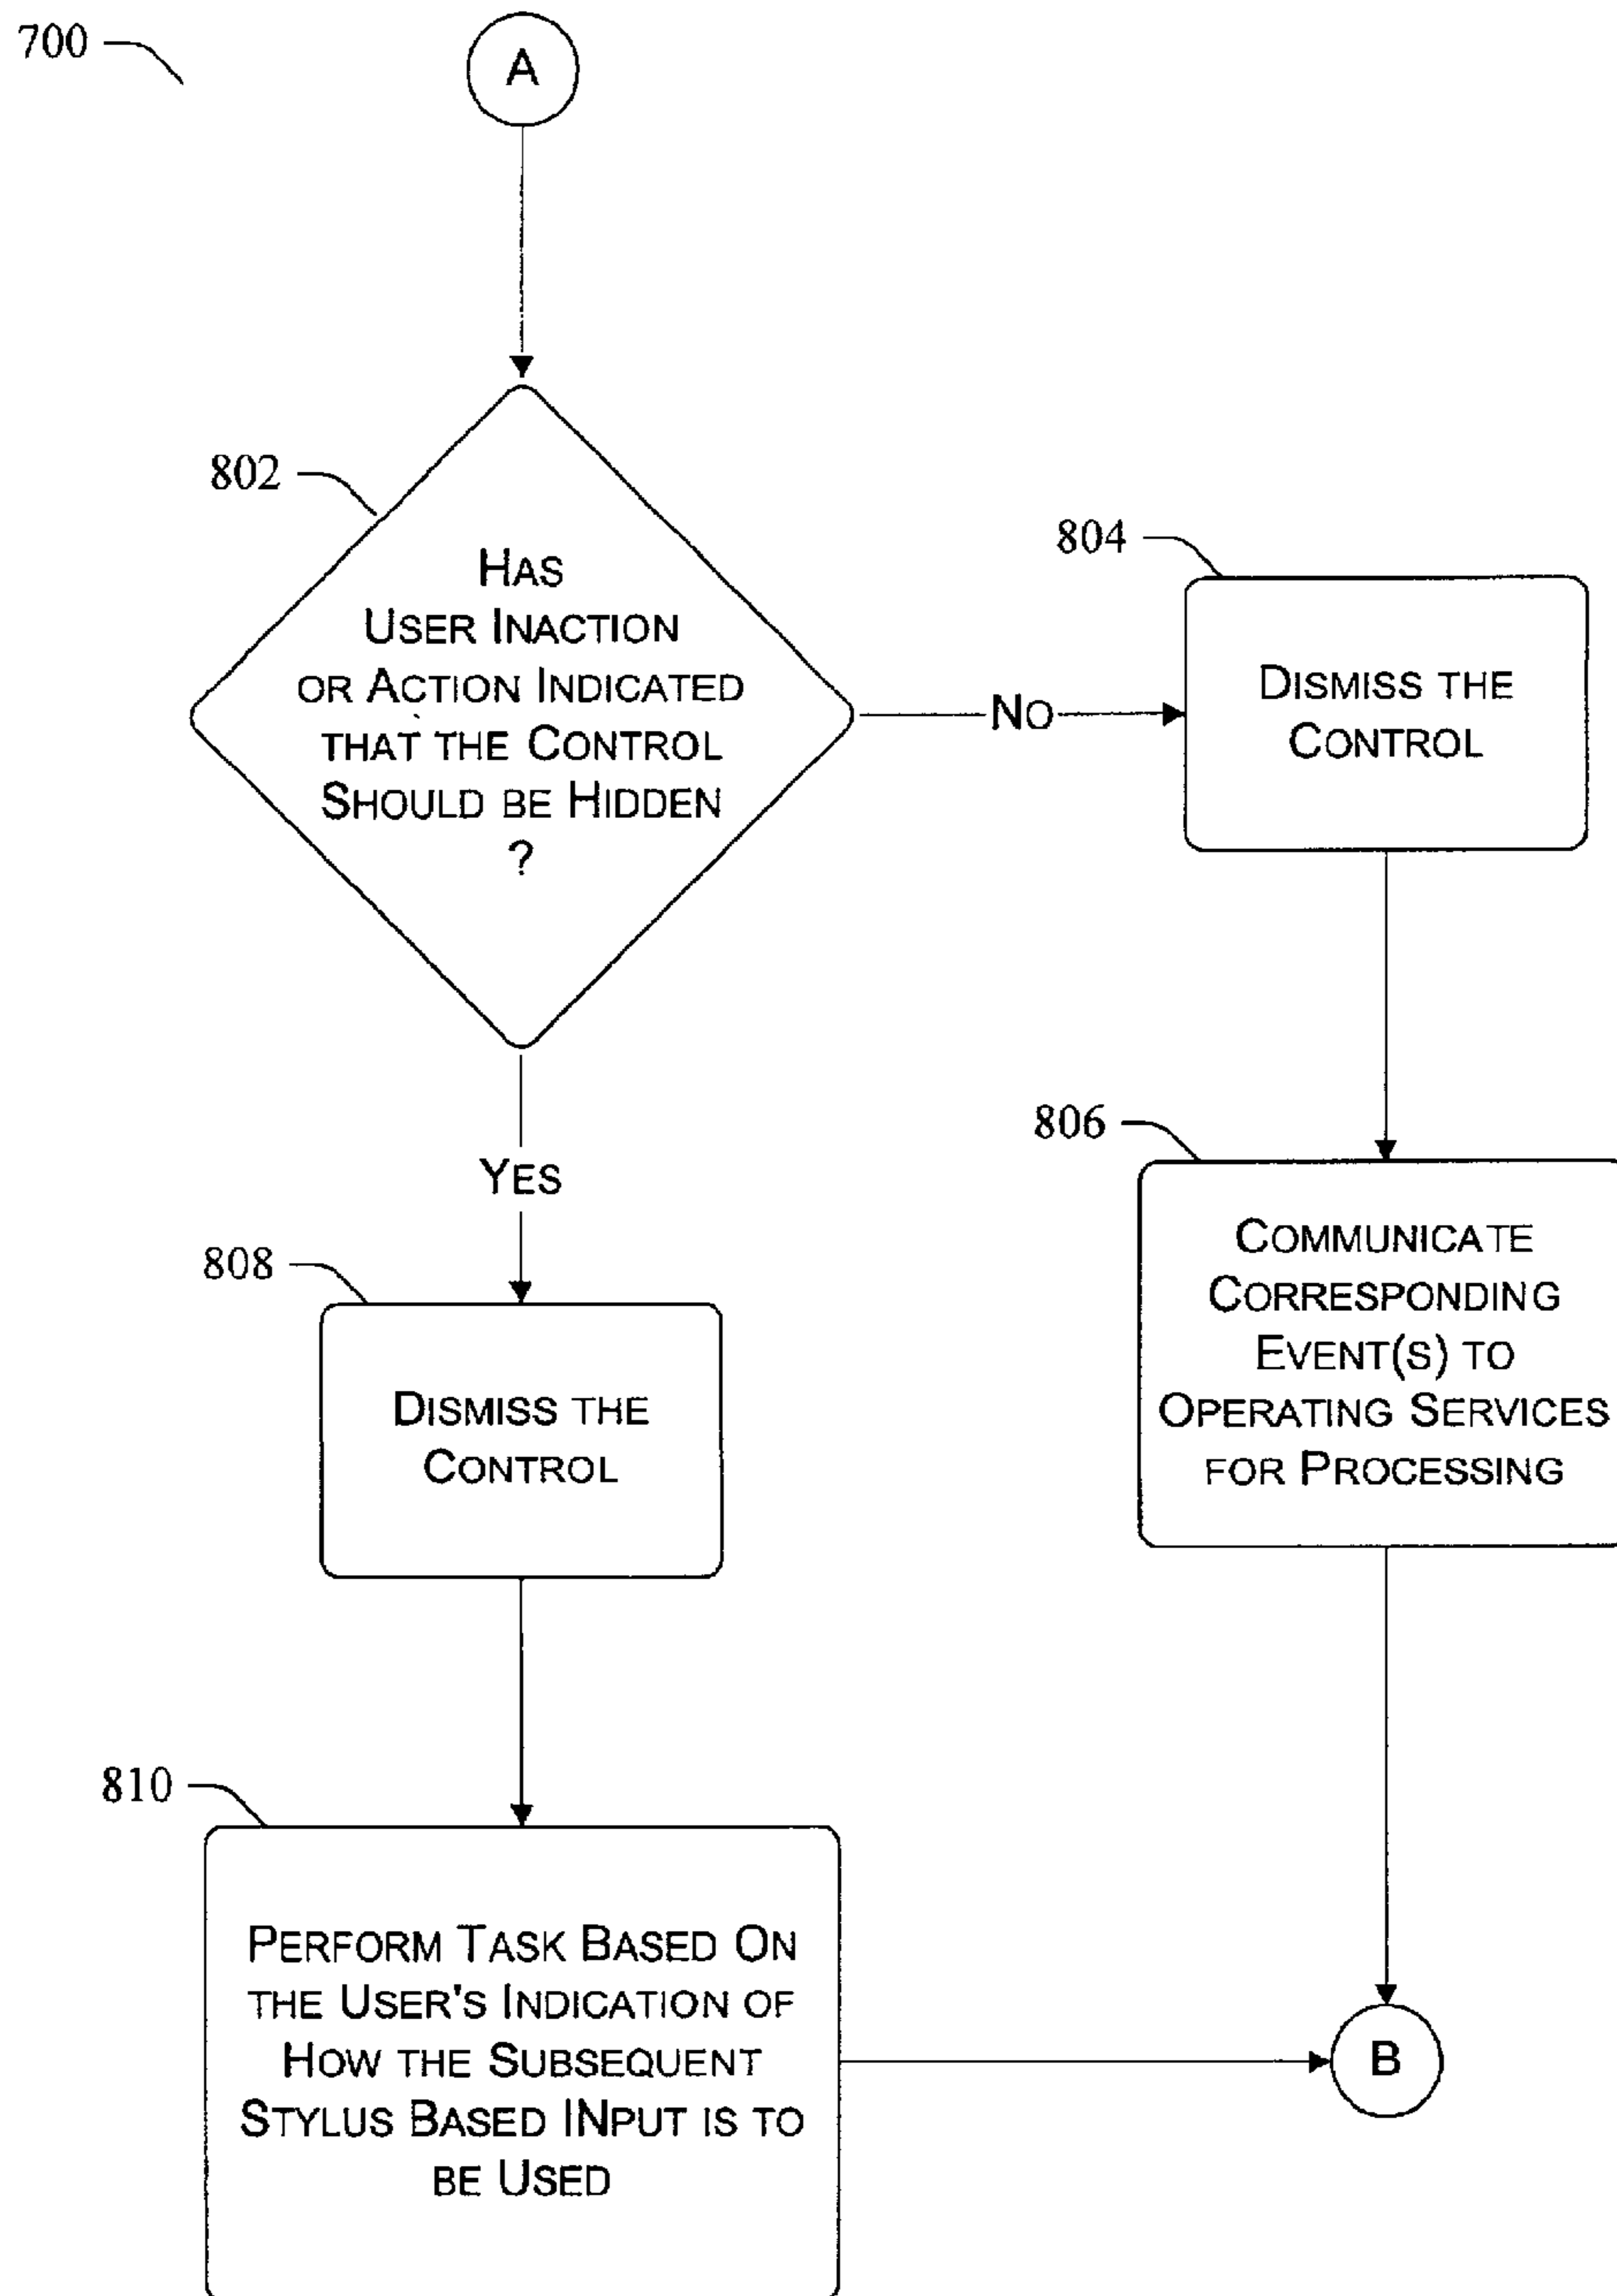 700
A
802
HAS
USER INACTION
OR ACTION INDICATED
THAT THE CONTROL
SHOULD BE HIDDEN
?
NO
804
DISMISS THE
CONTROL
806
COMMUNICATE
CORRESPONDING
EVENT(S) TO
OPERATING SERVICES
FOR PROCESSING
YES
808
DISMISS THE
CONTROL
810
PERFORM TASK BASED ON
THE USER'S INDICATION OF
HOW THE SUBSEQUENT
STYLUS BASED INPUT IS TO
BE USED
B